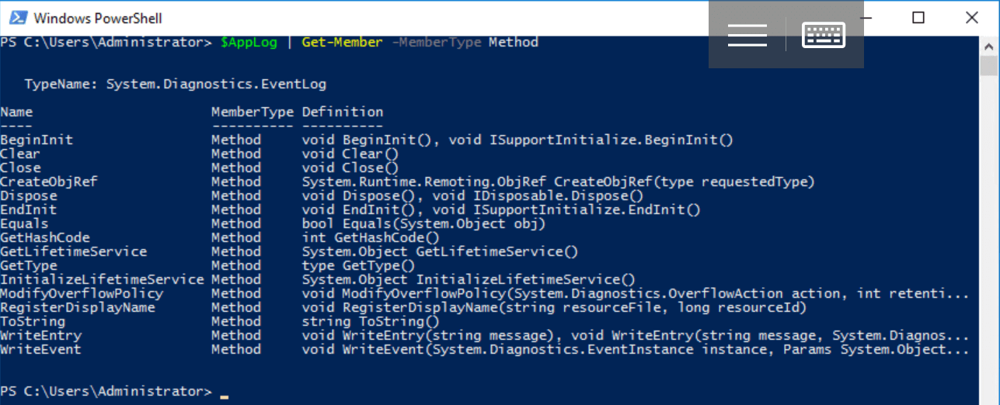 Windows PowerShell
PS C:\Users\Administrator> $AppLog | Get-Member -MemberType Method
TypeName: System.Diagnostics.EventLog
Name MemberType Definition
---- ---------- ----------
BeginInit Method void BeginInit(), void ISupportInitialize.BeginInit()
Clear Method void Clear()
Close Method void Close()
CreateObjRef Method System.Runtime.Remoting.ObjRef CreateObjRef(type requestedType)
Dispose Method void Dispose(), void IDisposable.Dispose()
EndInit Method void EndInit(), void ISupportInitialize.EndInit()
Equals Method bool Equals(System.Object obj)
GetHashCode Method int GetHashCode()
GetLifetimeService Method System.Object GetLifetimeService()
GetType Method type GetType()
InitializeLifetimeService Method System.Object InitializeLifetimeService()
ModifyOverflowPolicy Method void ModifyOverflowPolicy(System.Diagnostics.OverflowAction action, int retenti...
RegisterDisplayName Method void RegisterDisplayName(string resourceFile, long resourceId)
ToString Method string ToString()
WriteEntry Method void WriteEntry(string message), void WriteEntry(string message, System.Diagnos...
WriteEvent Method void WriteEvent(System.Diagnostics.EventInstance instance, Params System.Object...
PS C:\Users\Administrator> _